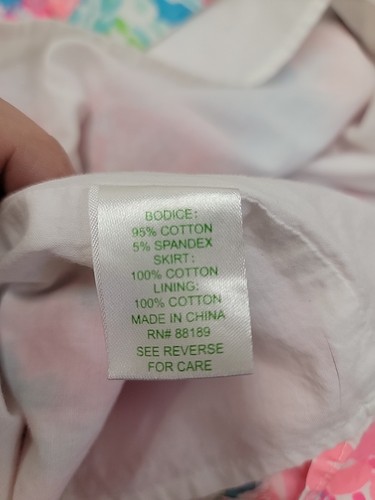 BODICE:
95% COTTON
5% SPANDEX
SKIRT:
100% COTTON
LINING:
100% COTTON
MADE IN CHINA
RN# 88189
SEE REVERSE
FOR CARE